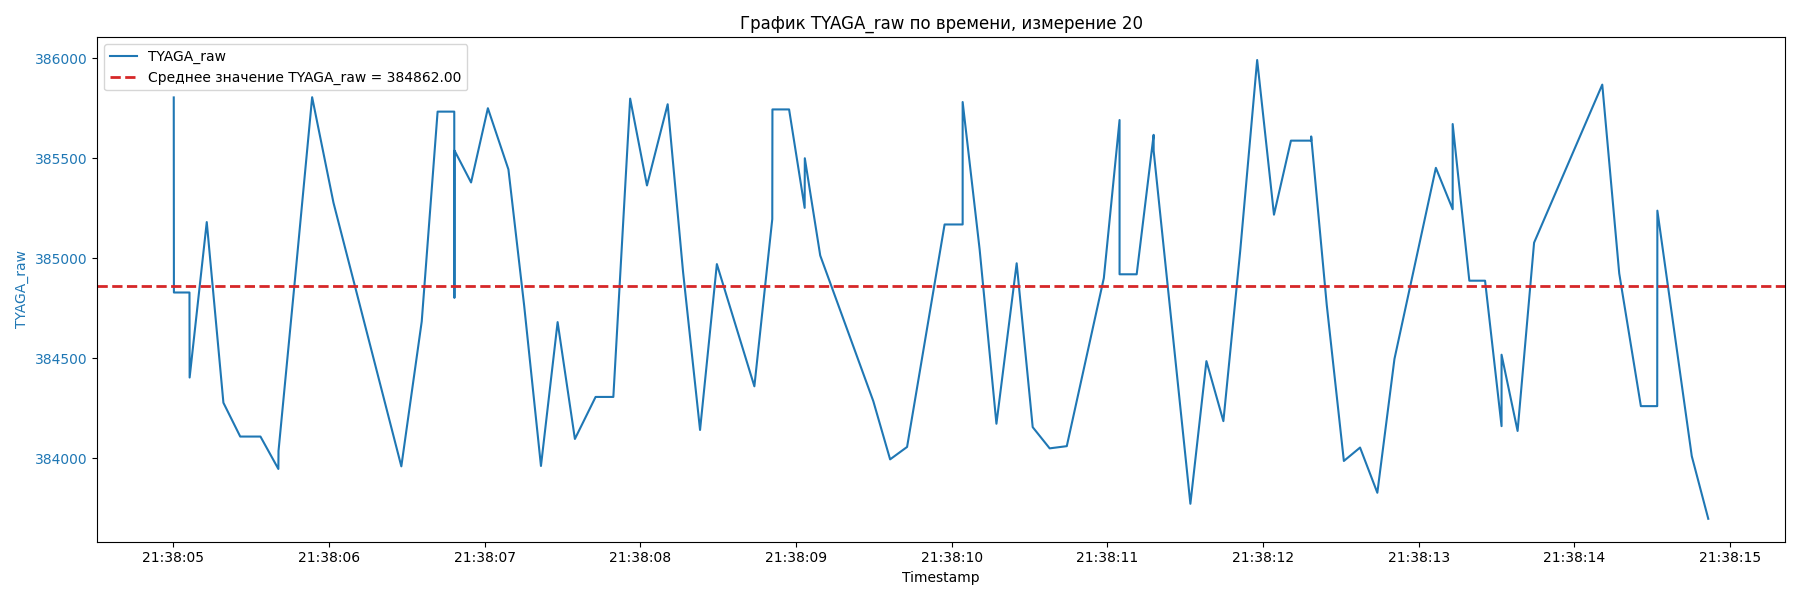 График TYAGA_raw по времени, измерение 20
TYAGA_raw
Среднее значение TYAGA_raw = 384862.00
386000
385500
385000
384500
384000
TYAGA_raw
21:38:05 21:38:06 21:38:07 21:38:08 21:38:09 21:38:10 21:38:11 21:38:12 21:38:13 21:38:14 21:38:15
Timestamp